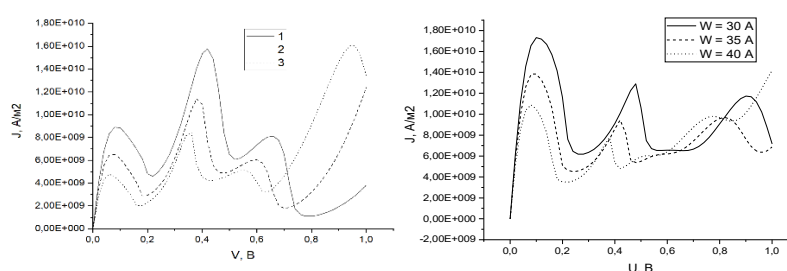 1,80E+010
1,60E+010
1,40E+010
1,20E+010
1,00E+010
8,00E+009
6,00E+009
4,00E+009
2,00E+009
0,00E+000
J, А/м2
0,0 0,2 0,4 0,6 0,8 1,0
V, В
1
2
3
1,80E+010
1,60E+010
1,40E+010
1,20E+010
1,00E+010
8,00E+009
6,00E+009
4,00E+009
2,00E+009
0,00E+000
-2,00E+009
J, А/м2
0,0 0,2 0,4 0,6 0,8 1,0
U, В
W = 30 A
W = 35 A
W = 40 A